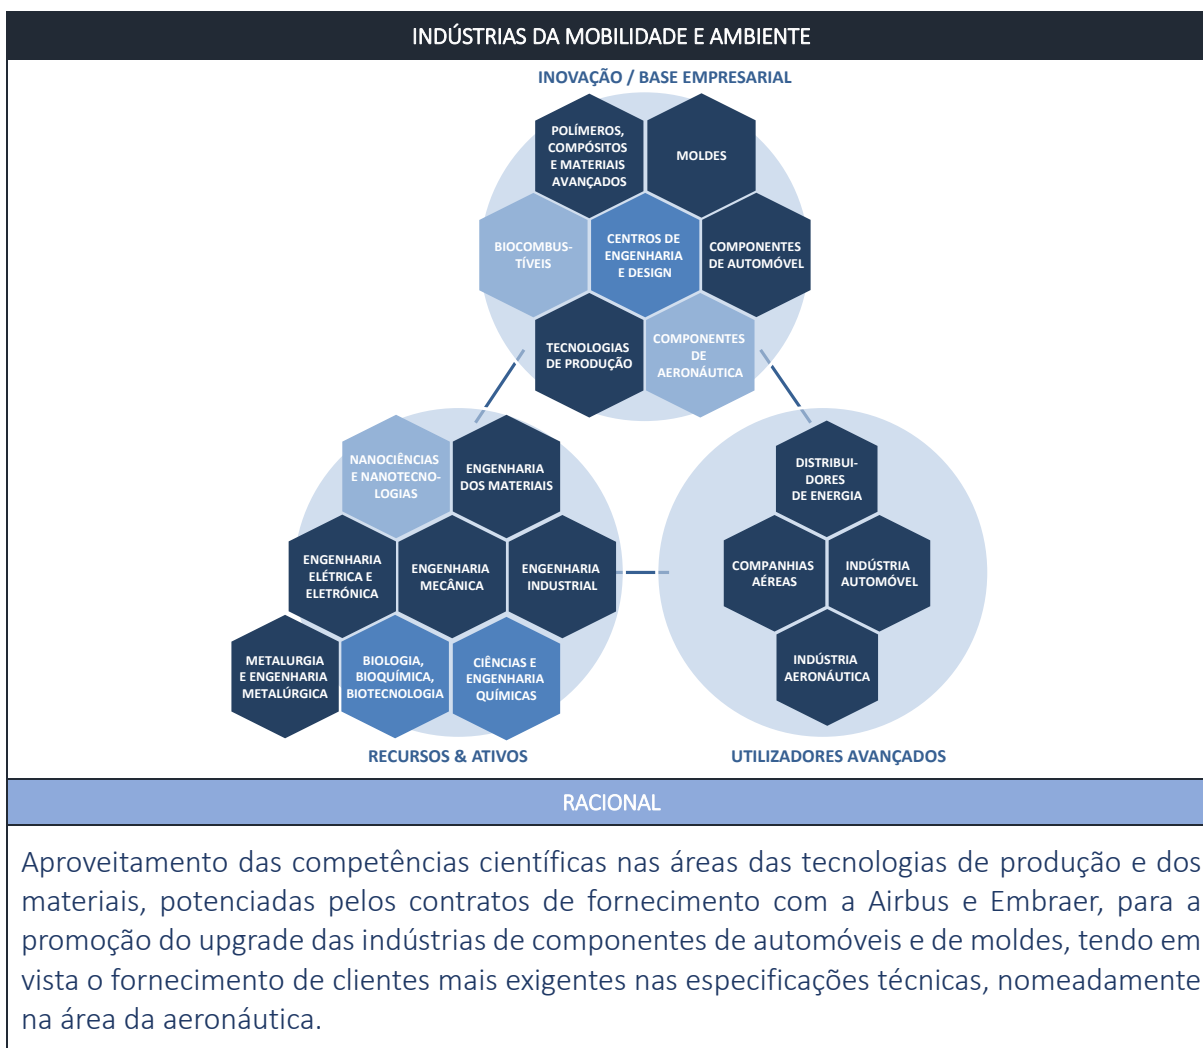 INDÚSTRIAS DA MOBILIDADE E AMBIENTE
INOVAÇÃO / BASE EMPRESARIAL
POLÍMEROS,
COMPÓSITOS
E MATERIAIS
AVANÇADOS
MOLDES
BIOCOMBUS-
TÍVEIS
CENTROS DE
ENGENHARIA
E DESIGN
COMPONENTES
DE AUTOMÓVEL
TECNOLOGIAS
DE PRODUÇÃO
COMPONENTES
DE
AERONÁUTICA
NANOCIÊNCIAS
E NANOTECNO-
LOGIAS
ENGENHARIA
DOS MATERIAIS
ENGENHARIA
ELÉTRICA E
ELETRÓNICA
ENGENHARIA
MECÂNICA
ENGENHARIA
INDUSTRIAL
METALURGIA
E ENGENHARIA
METALÚRGICA
BIOLOGIA,
BIOQUÍMICA,
BIOTECNOLOGIA
CIÊNCIAS E
ENGENHARIA
QUÍMICAS
RECURSOS & ATIVOS
DISTRIBUI-
DORES
DE ENERGIA
COMPANHIAS
AÉREAS
INDÚSTRIA
AUTOMÓVEL
INDÚSTRIA
AERONÁUTICA
UTILIZADORES AVANÇADOS
RACIONAL
Aproveitamento das competências científicas nas áreas das tecnologias de produção e dos
materiais, potenciadas pelos contratos de fornecimento com a Airbus e Embraer, para a
promoção do upgrade das indústrias de componentes de automóveis e de moldes, tendo em
vista o fornecimento de clientes mais exigentes nas especificações técnicas, nomeadamente
na área da aeronáutica.